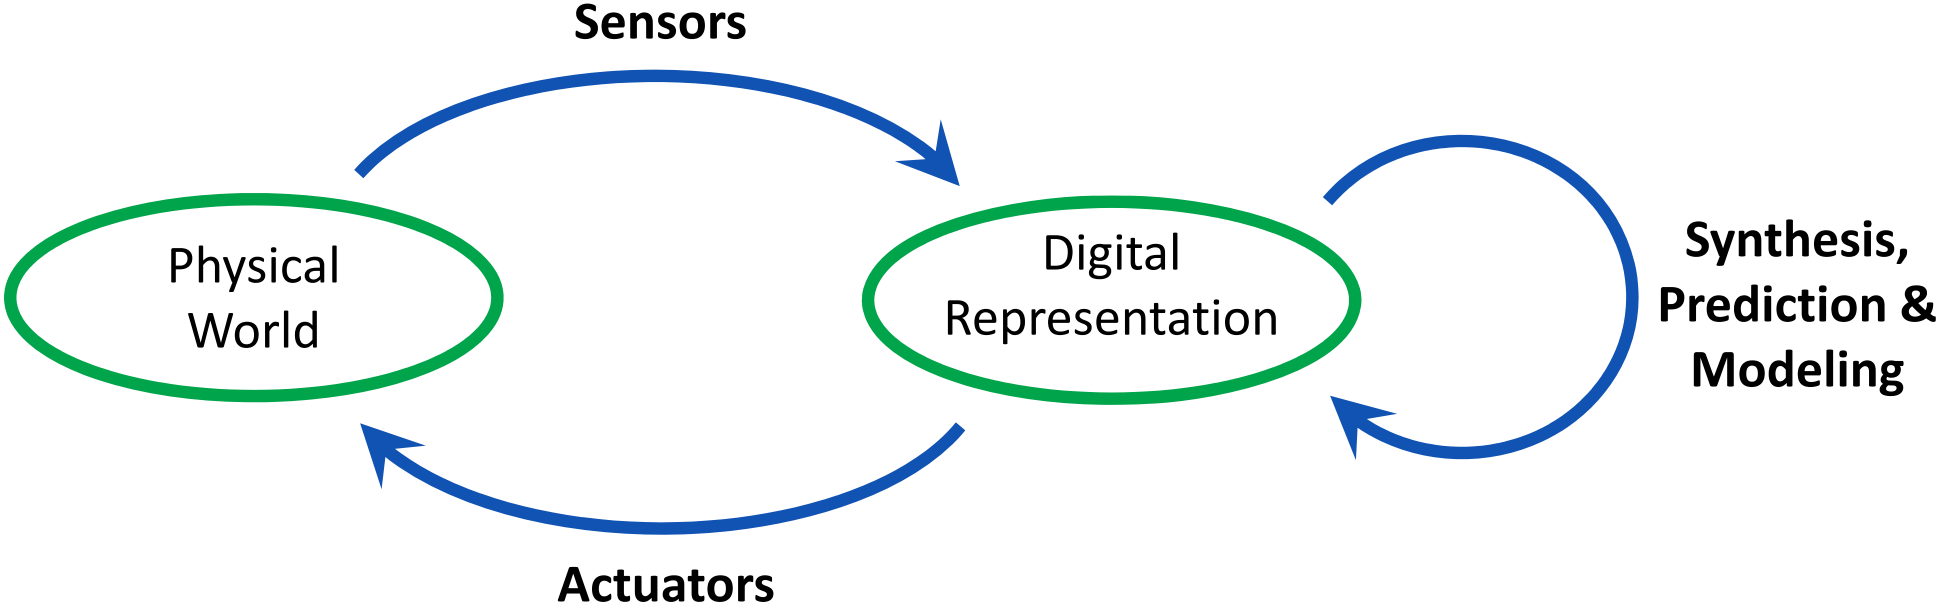 Sensors
Physical
World
Digital
Representation
Synthesis,
Prediction &
Modeling
Actuators